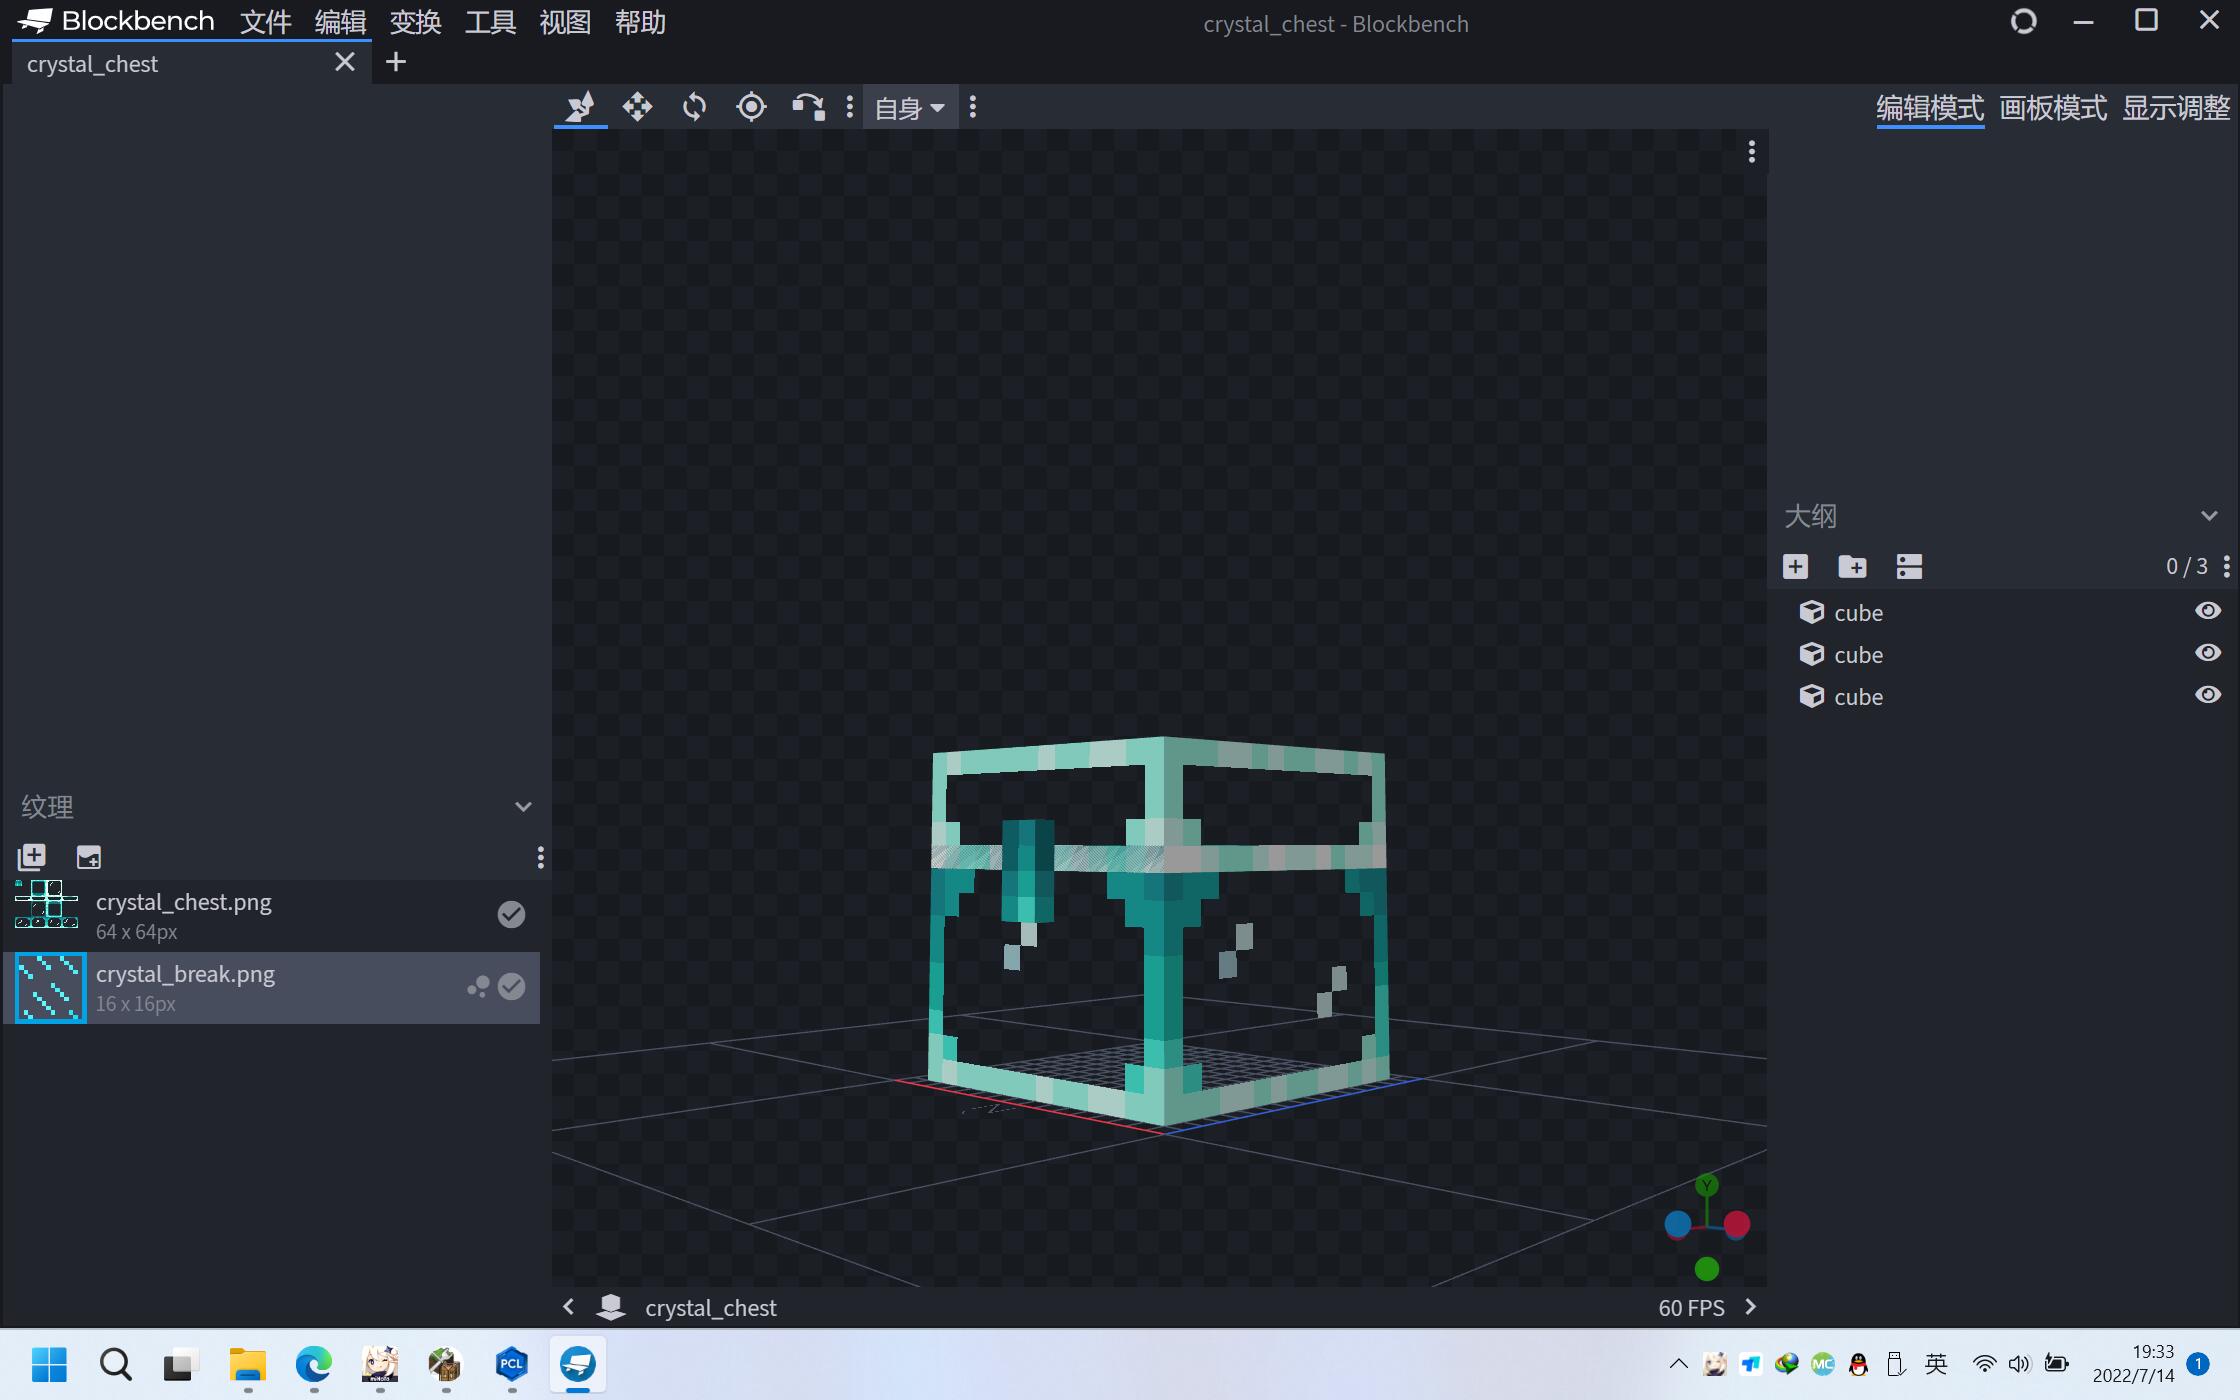 Blockbench 文件 编辑 变换 工具 视图 帮助
crystal_chest - Blockbench
crystal_chest
自身
编辑模式 画板模式 显示调整
大纲
0 / 3
cube
cube
cube
纹理
crystal_chest.png
64 x 64px
crystal_break.png
16 x 16px
Y
crystal_chest
60 FPS
miHoYo
PCL
MC
英
19:33
2022/7/14
1